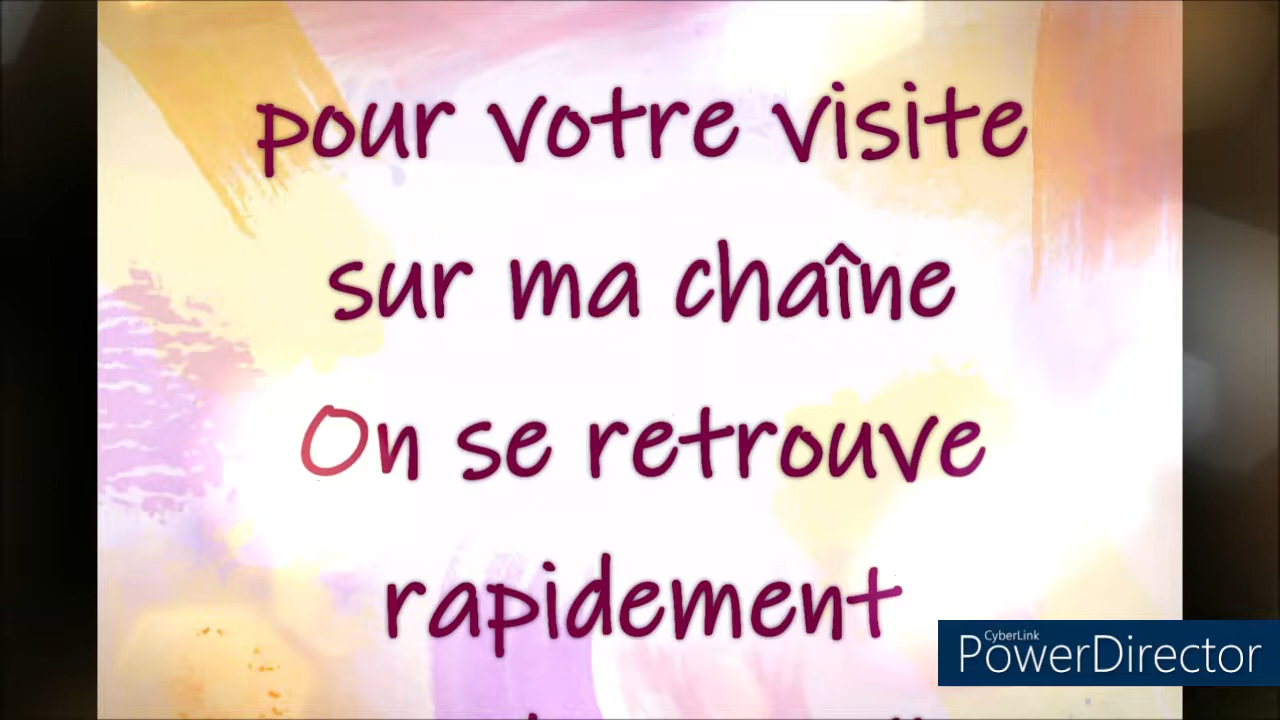 pour votre visite
sur ma chaîne
On se retrouve
rapidement
CyberLink
PowerDirector